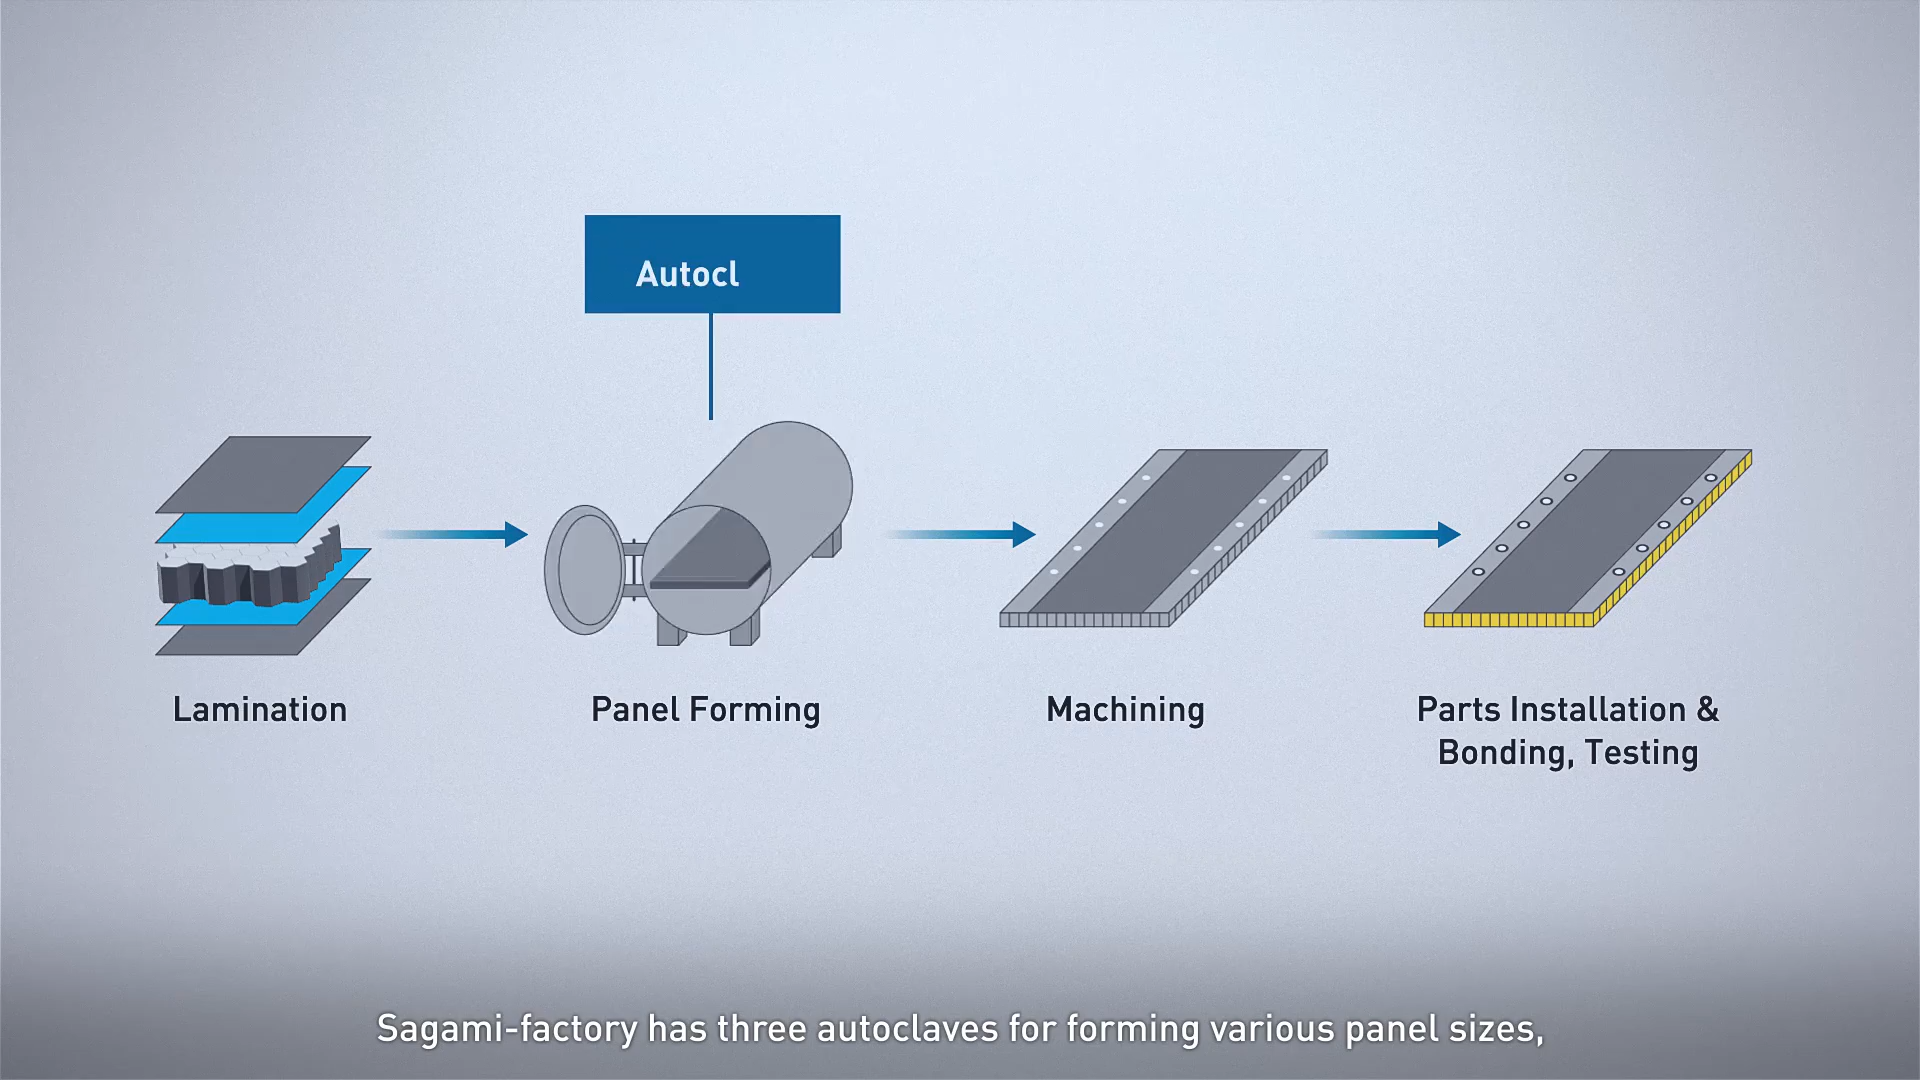 Autocl
Lamination
Panel Forming
Machining
Parts Installation &
Bonding, Testing
Sagami-factory has three autoclaves for forming various panel sizes,